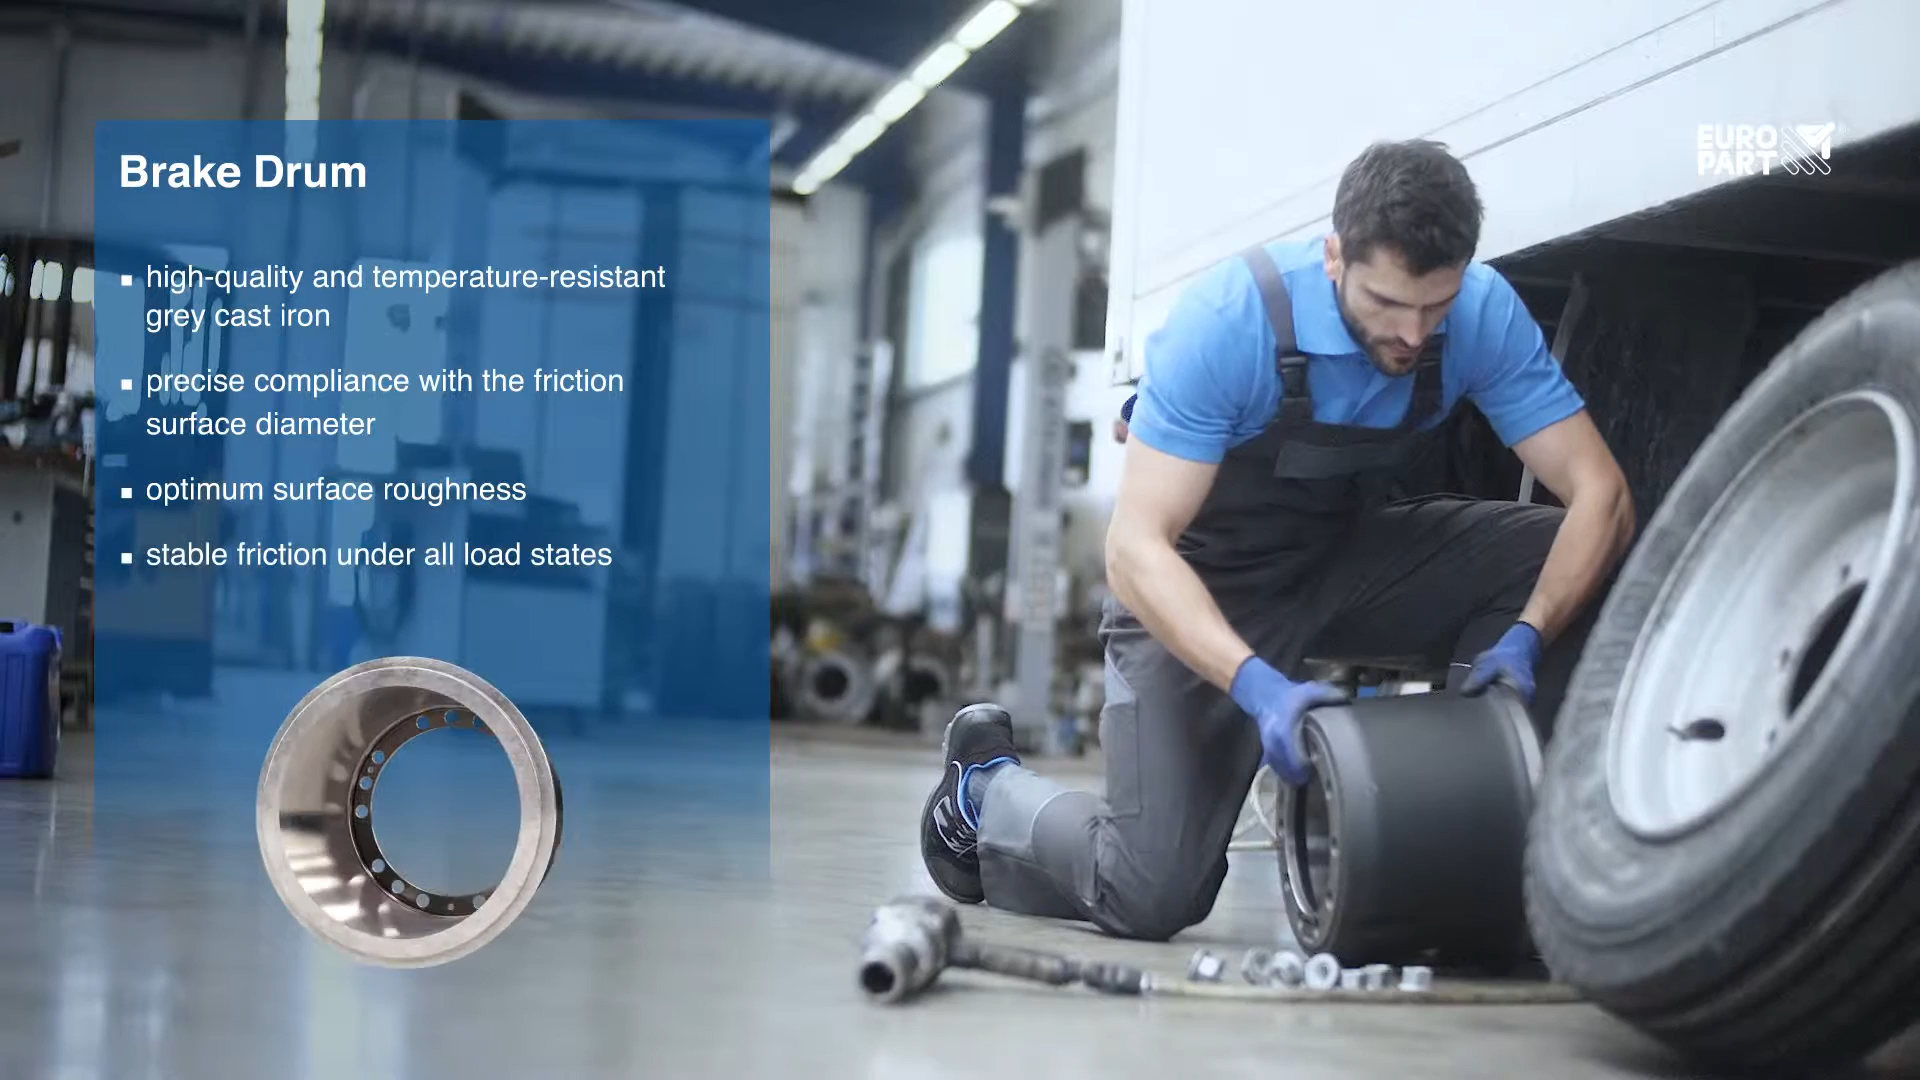 Brake Drum
▪ high-quality and temperature-resistant
grey cast iron
▪ precise compliance with the friction
surface diameter
▪ optimum surface roughness
▪ stable friction under all load states
EURO
PART